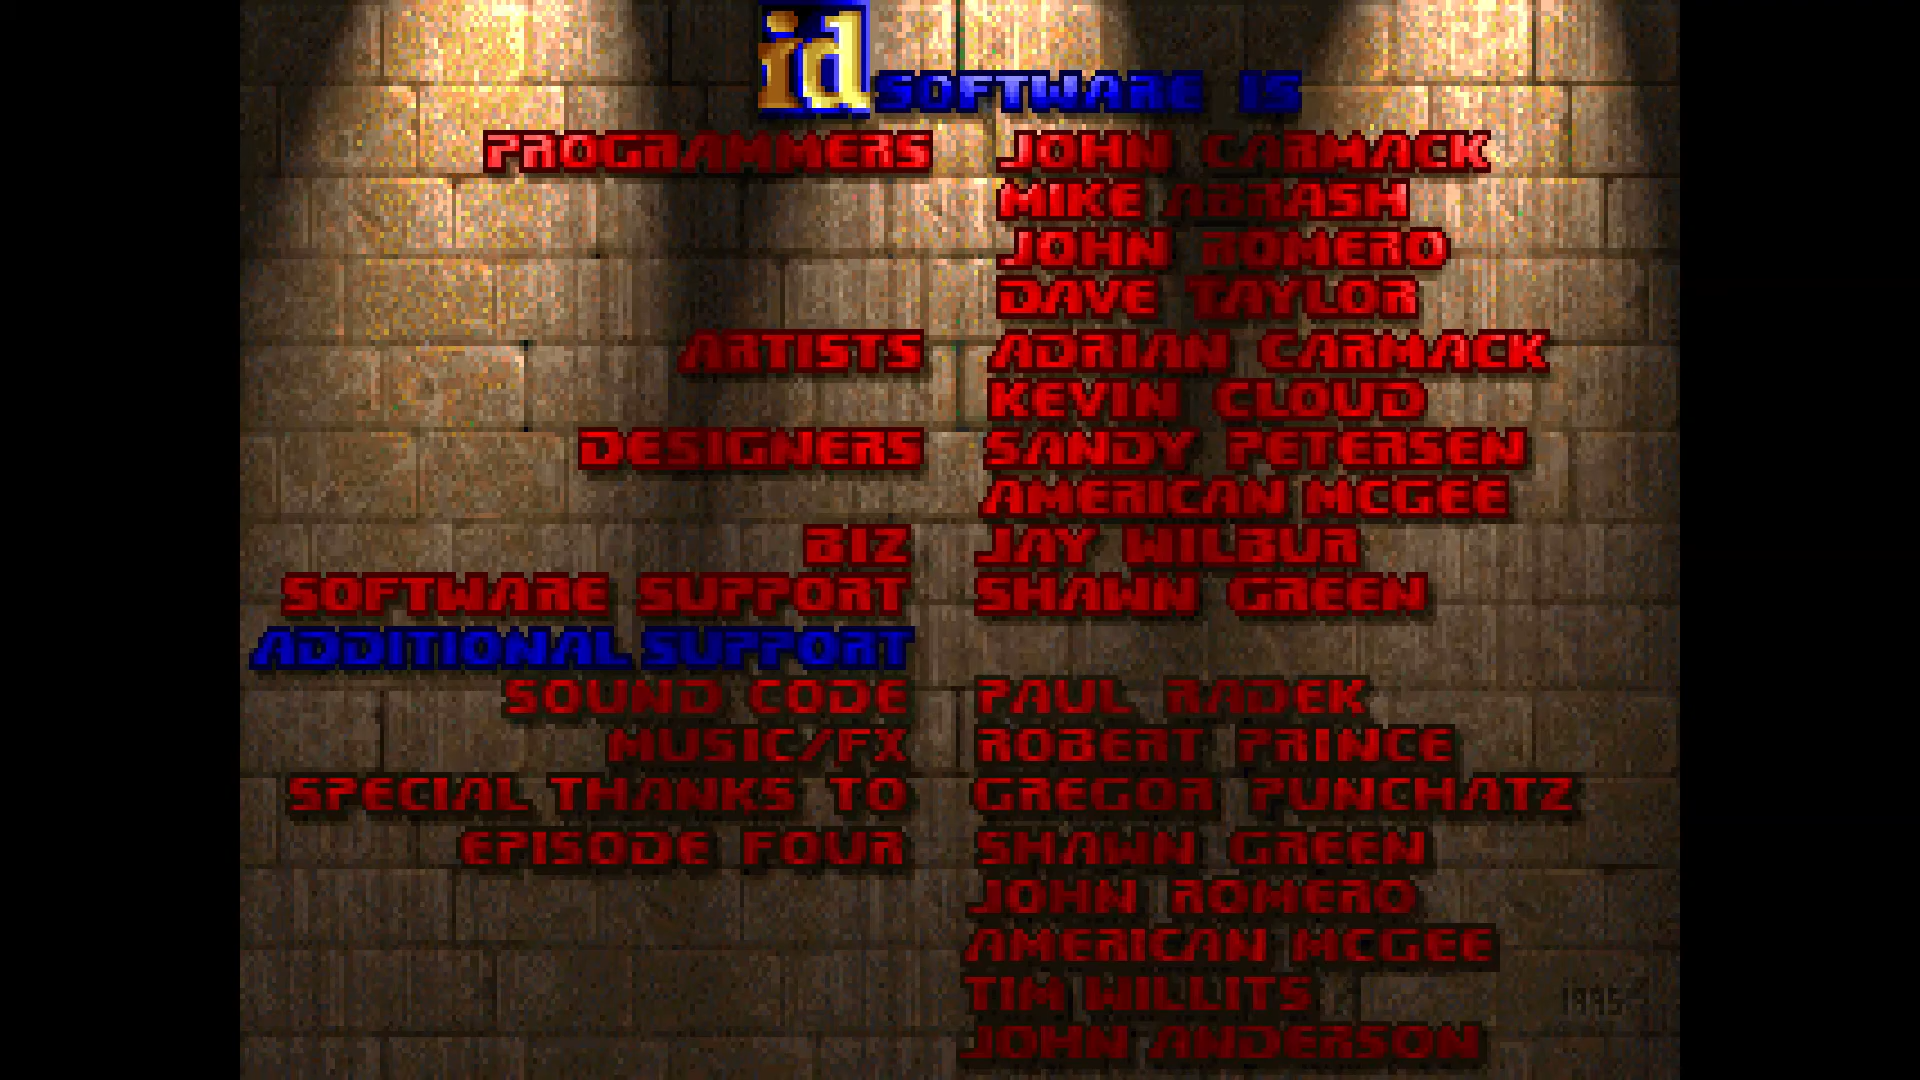 id SOFTWARE IS
PROGRAMMERS JOHN CARMACK
MIKE ABRASH
JOHN ROMERO
DAVE TAYLOR
ARTISTS ADRIAN CARMACK
KEVIN CLOUD
DESIGNERS SANDY PETERSEN
AMERICAN MCGEE
BIZ JAY WILBUR
SOFTWARE SUPPORT SHAWN GREEN
ADDITIONAL SUPPORT
SOUND CODE PAUL RADEK
MUSIC/FX ROBERT PRINCE
SPECIAL THANKS TO GREGOR PUNCHATZ
EPISODE FOUR SHAWN GREEN
JOHN ROMERO
AMERICAN MCGEE
TIM WILLITS
1995
JOHN ANDERSON